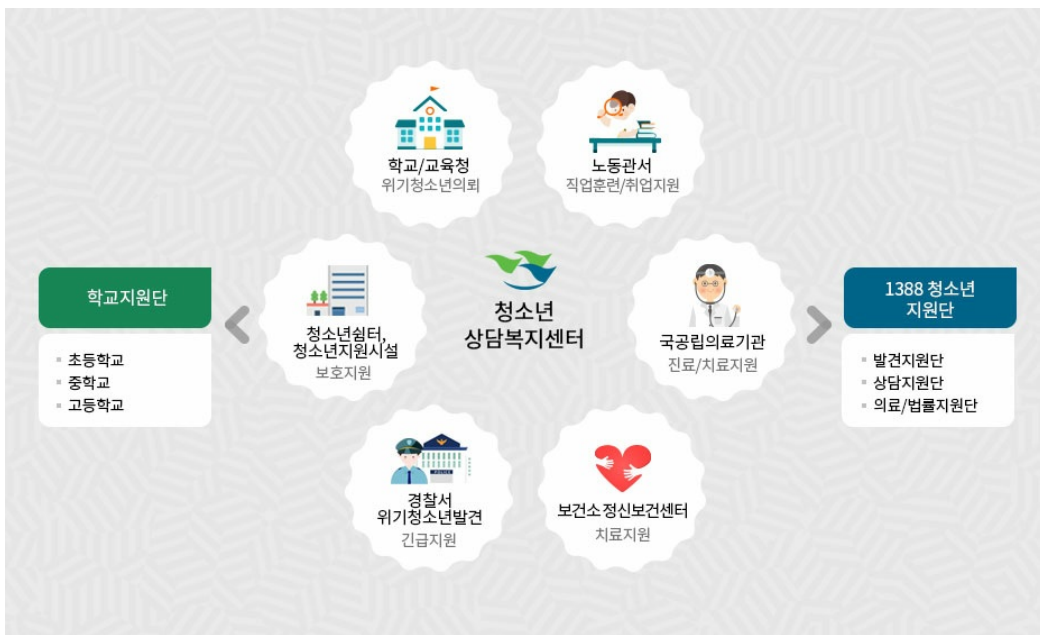 학교/교육청
위기청소년의뢰
노동관서
직업훈련/취업지원
학교지원단
초등학교
중학교
고등학교
청소년쉼터,
청소년지원시설
보호지원
청소년
상담복지센터
국공립의료기관
진료/치료지원
1388 청소년
지원단
발견지원단
상담지원단
의료/법률지원단
POLICE
경찰서
위기청소년발견
긴급지원
보건소 정신보건센터
치료지원